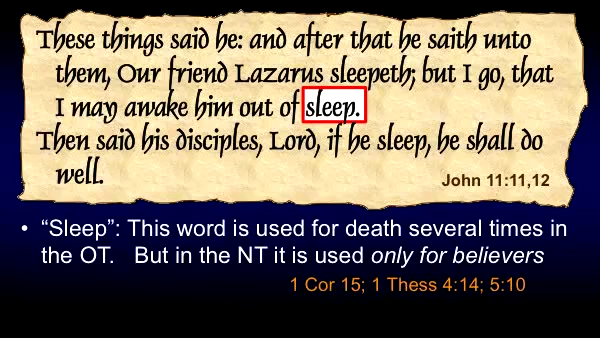 These things said he: and after that he saith unto
them, Our friend Lazarus sleepeth; but I go, that
I may awake him out of sleep.
Then said his disciples, Lord, if he sleep, he shall do
well.
John 11:11,12
• “Sleep”: This word is used for death several times in
the OT. But in the NT it is used only for believers
1 Cor 15; 1 Thess 4:14; 5:10